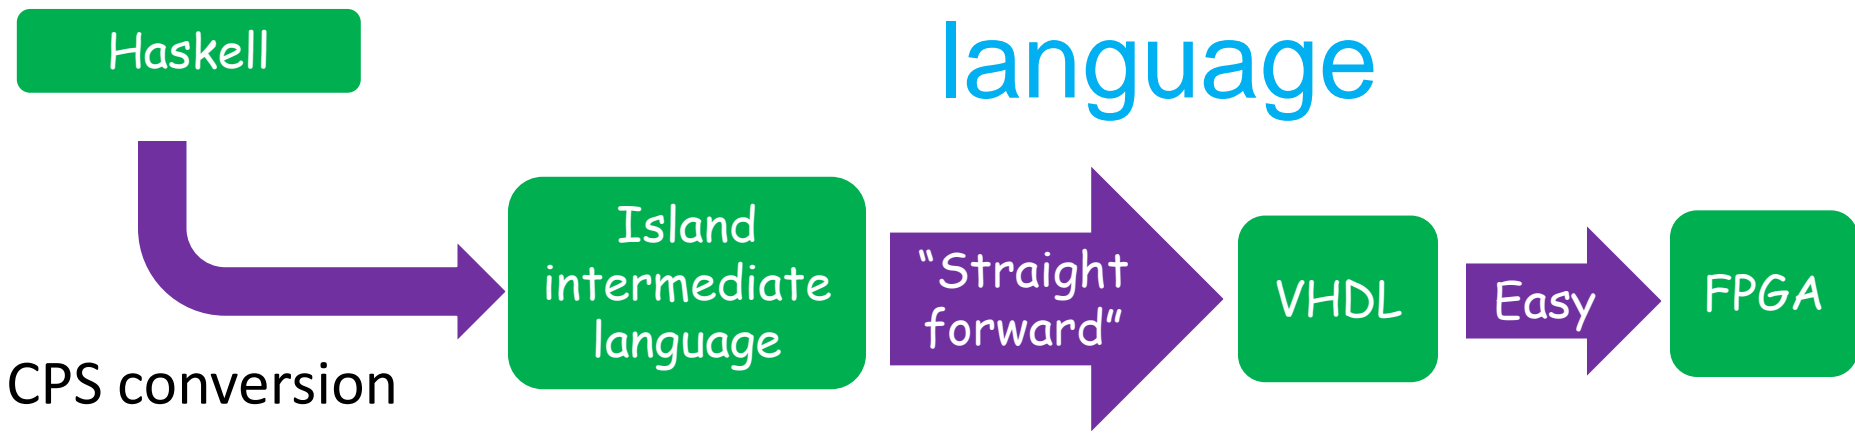 Haskell
language
Island
intermediate
language
“Straight
forward”
VHDL
Easy
FPGA
CPS conversion